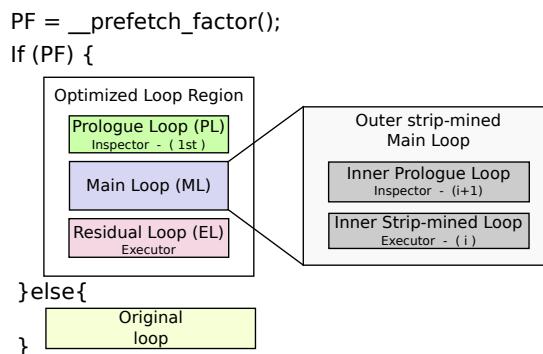 PF = __prefetch_factor();
If (PF) {
Optimized Loop Region
Prologue Loop (PL)
Inspector - ( 1st )
Main Loop (ML)
Residual Loop (EL)
Executor
Outer strip-mined
Main Loop
Inner Prologue Loop
Inspector - (i+1)
Inner Strip-mined Loop
Executor - ( i )
}else{
Original
loop
}